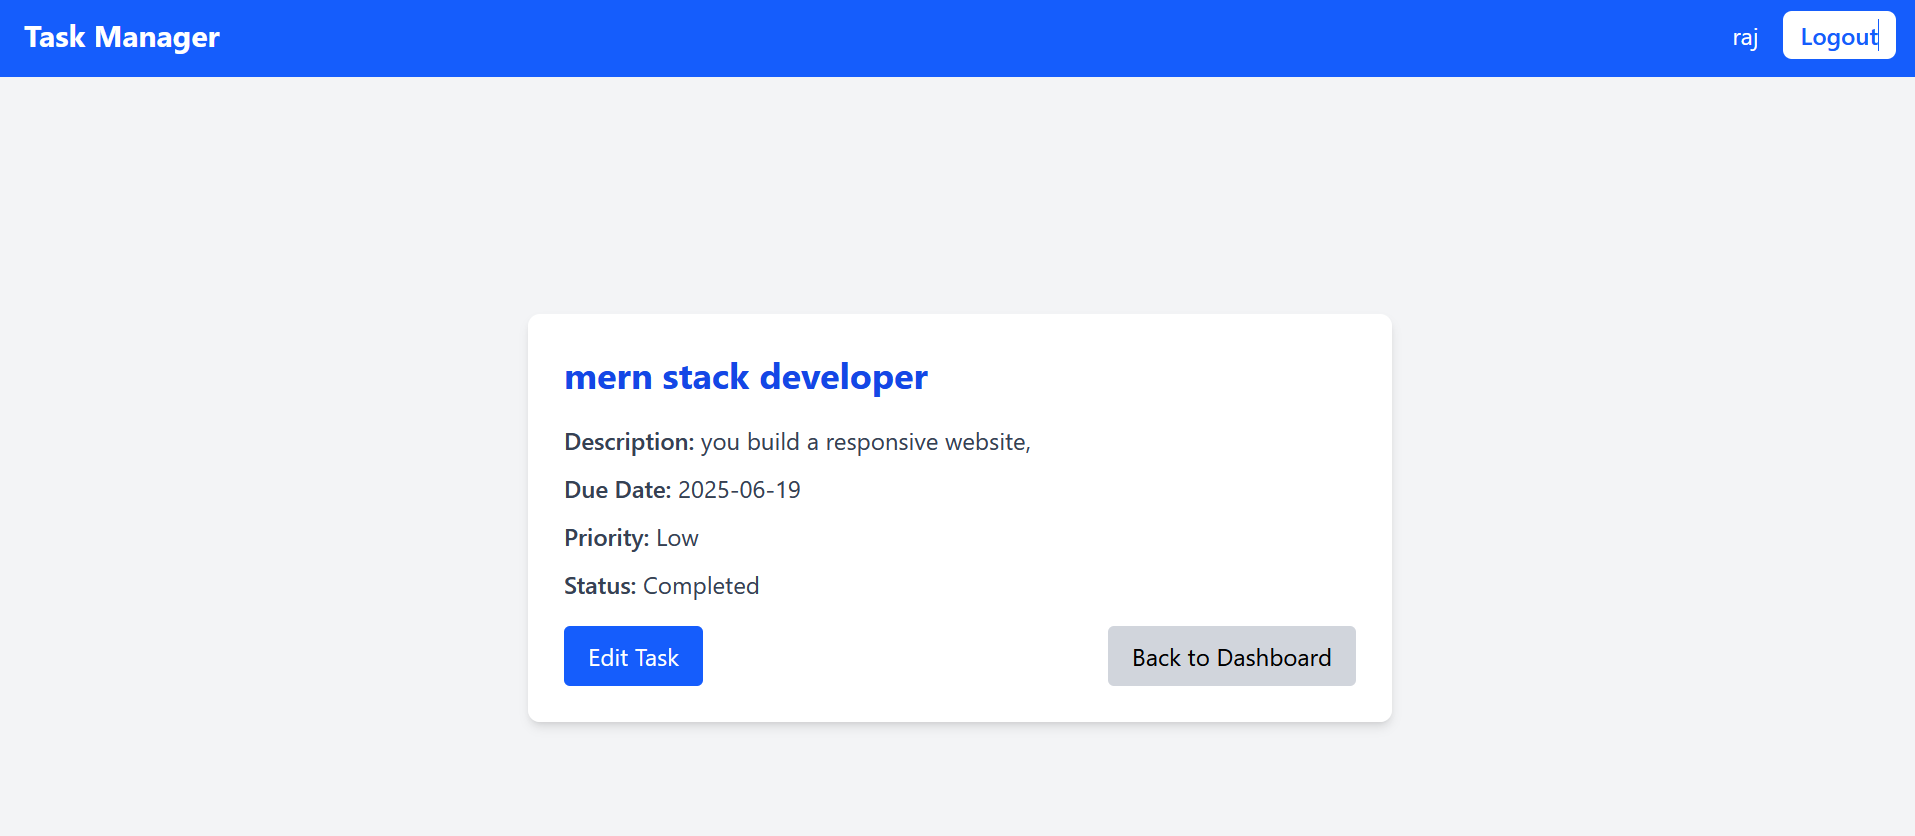 Task Manager
raj
Logout
mern stack developer
Description: you build a responsive website,
Due Date: 2025-06-19
Priority: Low
Status: Completed
Edit Task
Back to Dashboard